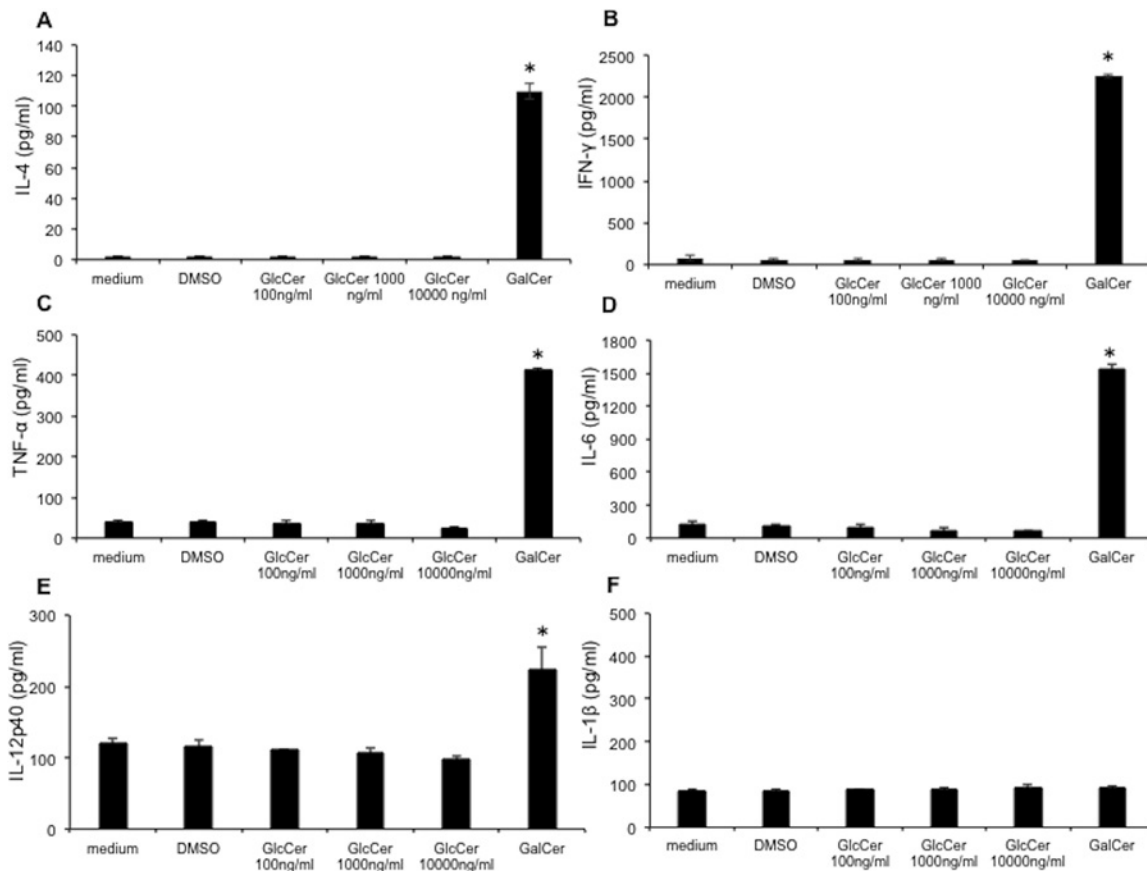 A
IL-4 (pg/ml)
140
120
100
80
60
40
20
0
*
medium DMSO GlcCer GlcCer 1000 GlcCer GalCer
100ng/ml ng/ml 10000 ng/ml
B
IFN-γ (pg/ml)
2500
2000
1500
1000
500
0
*
medium DMSO GlcCer GlcCer 1000 GlcCer GalCer
100ng/ml ng/ml 10000 ng/ml
C
TNF-α (pg/ml)
500
400
300
200
100
0
*
medium DMSO GlcCer GlcCer GlcCer GalCer
100ng/ml 1000ng/ml 10000ng/ml
D
IL-6 (pg/ml)
1800
1500
1200
900
600
300
0
*
medium DMSO GlcCer GlcCer GlcCer GalCer
100ng/ml 1000ng/ml 10000ng/ml
E
IL-12p40 (pg/ml)
300
200
100
0
*
medium DMSO GlcCer GlcCer GlcCer GalCer
100ng/ml 1000ng/ml 10000ng/ml
F
IL-1β (pg/ml)
500
400
300
200
100
0
medium DMSO GlcCer GlcCer GlcCer GalCer
100ng/ml 1000ng/ml 10000ng/ml